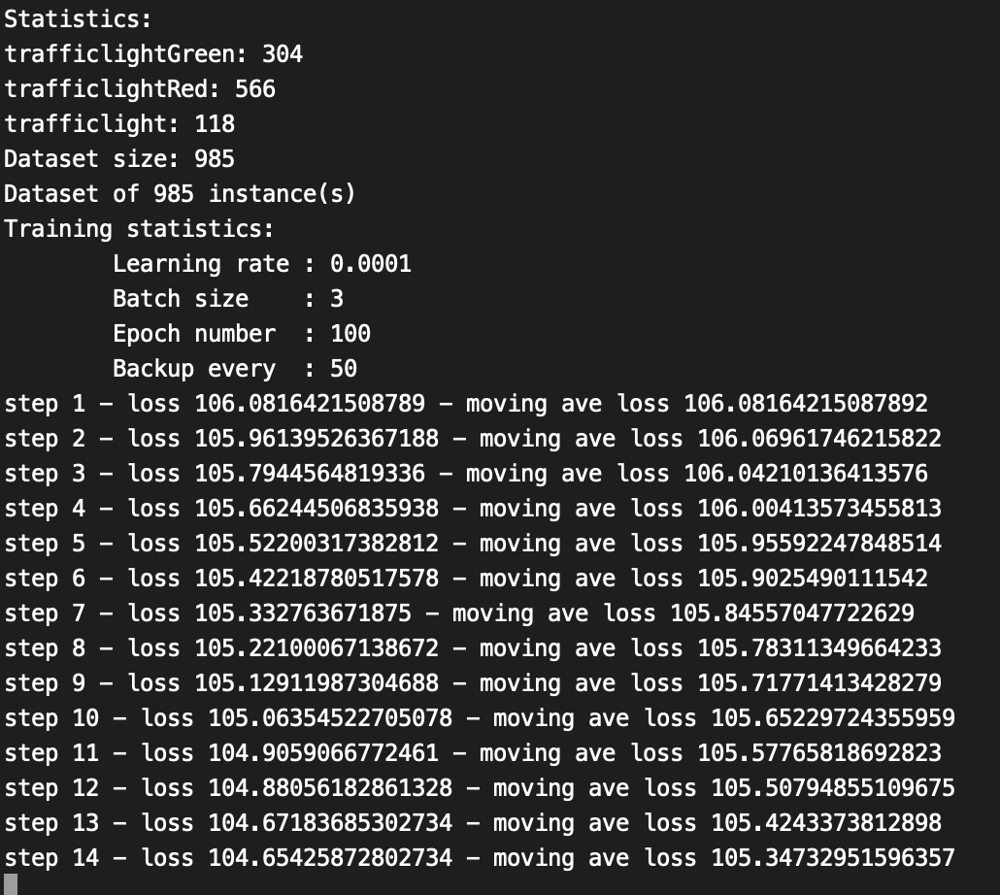 Statistics:
trafficlightGreen: 304
trafficlightRed: 566
trafficlight: 118
Dataset size: 985
Dataset of 985 instance(s)
Training statistics:
        Learning rate : 0.0001
        Batch size    : 3
        Epoch number  : 100
        Backup every  : 50
step 1 – loss 106.0816421508789 – moving ave loss 106.08164215087892
step 2 – loss 105.96139526367188 – moving ave loss 106.06961746215822
step 3 – loss 105.7944564819336 – moving ave loss 106.04210136413576
step 4 – loss 105.66244506835938 – moving ave loss 106.00413573455813
step 5 – loss 105.52200317382812 – moving ave loss 105.95592247848514
step 6 – loss 105.42218780517578 – moving ave loss 105.9025490111542
step 7 – loss 105.332763671875 – moving ave loss 105.84557047722629
step 8 – loss 105.22100067138672 – moving ave loss 105.78311349664233
step 9 – loss 105.12911987304688 – moving ave loss 105.71771413428279
step 10 – loss 105.06354522705078 – moving ave loss 105.65229724355959
step 11 – loss 104.9059066772461 – moving ave loss 105.57765818692823
step 12 – loss 104.88056182861328 – moving ave loss 105.50794855109675
step 13 – loss 104.67183685302734 – moving ave loss 105.4243373812898
step 14 – loss 104.65425872802734 – moving ave loss 105.34732951596357